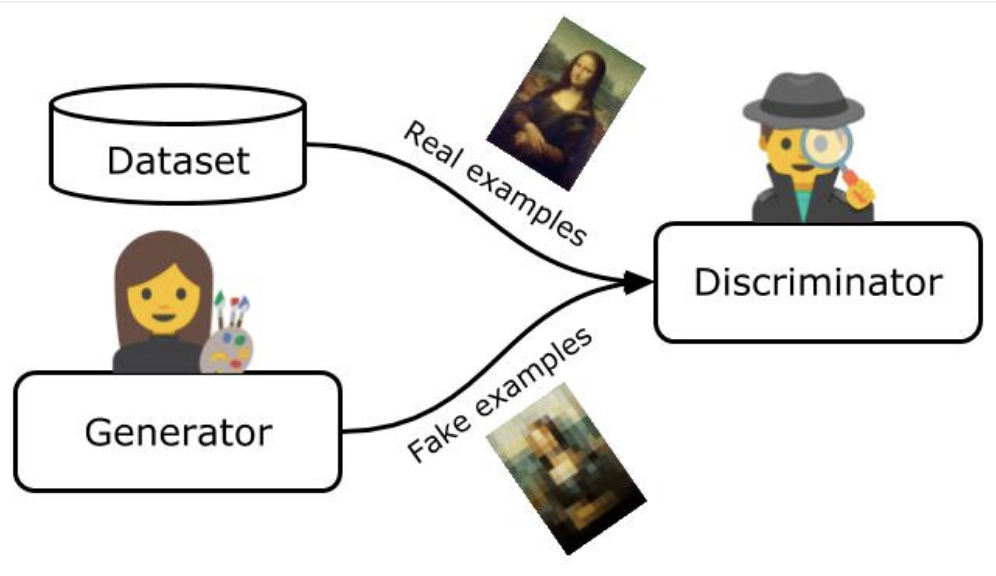 Dataset
Real examples
Discriminator
Generator
Fake examples